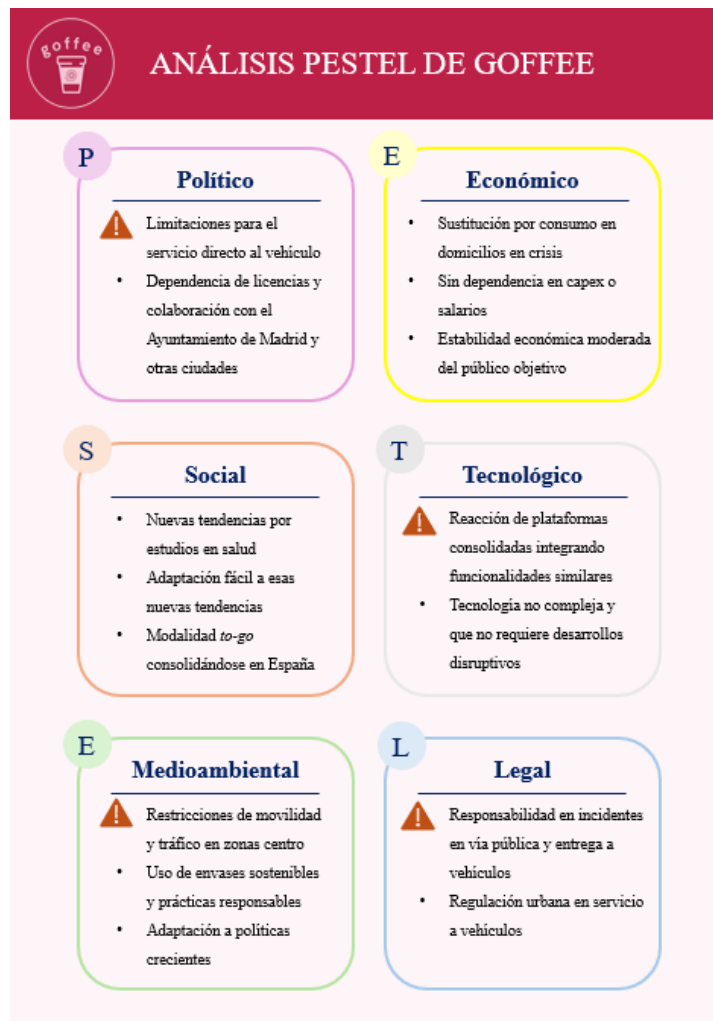 goffee
ANÁLISIS PESTEL DE GOFFEE
P
Político
Limitaciones para el
servicio directo al vehículo
• Dependencia de licencias y
colaboración con el
Ayuntamiento de Madrid y
otras ciudades
E
Económico
• Sustitución por consumo en
domicilios en crisis
• Sin dependencia en capex o
salarios
• Estabilidad económica moderada
del público objetivo
S
Social
• Nuevas tendencias por
estudios en salud
• Adaptación fácil a esas
nuevas tendencias
• Modalidad to-go
consolidándose en España
T
Tecnológico
Reacción de plataformas
consolidadas integrando
funcionalidades similares
• Tecnología no compleja y
que no requiere desarrollos
disruptivos
E
Medioambiental
Restricciones de movilidad
y tráfico en zonas centro
• Uso de envases sostenibles
y prácticas responsables
• Adaptación a políticas
crecientes
L
Legal
Responsabilidad en incidentes
en vía pública y entrega a
vehículos
• Regulación urbana en servicio
a vehículos